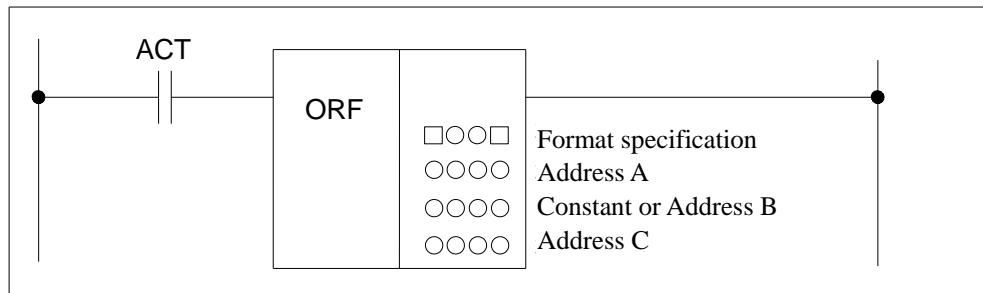 ACT
ORF
□○○□ Format specification
○○○○ Address A
○○○○ Constant or Address B
○○○○ Address C